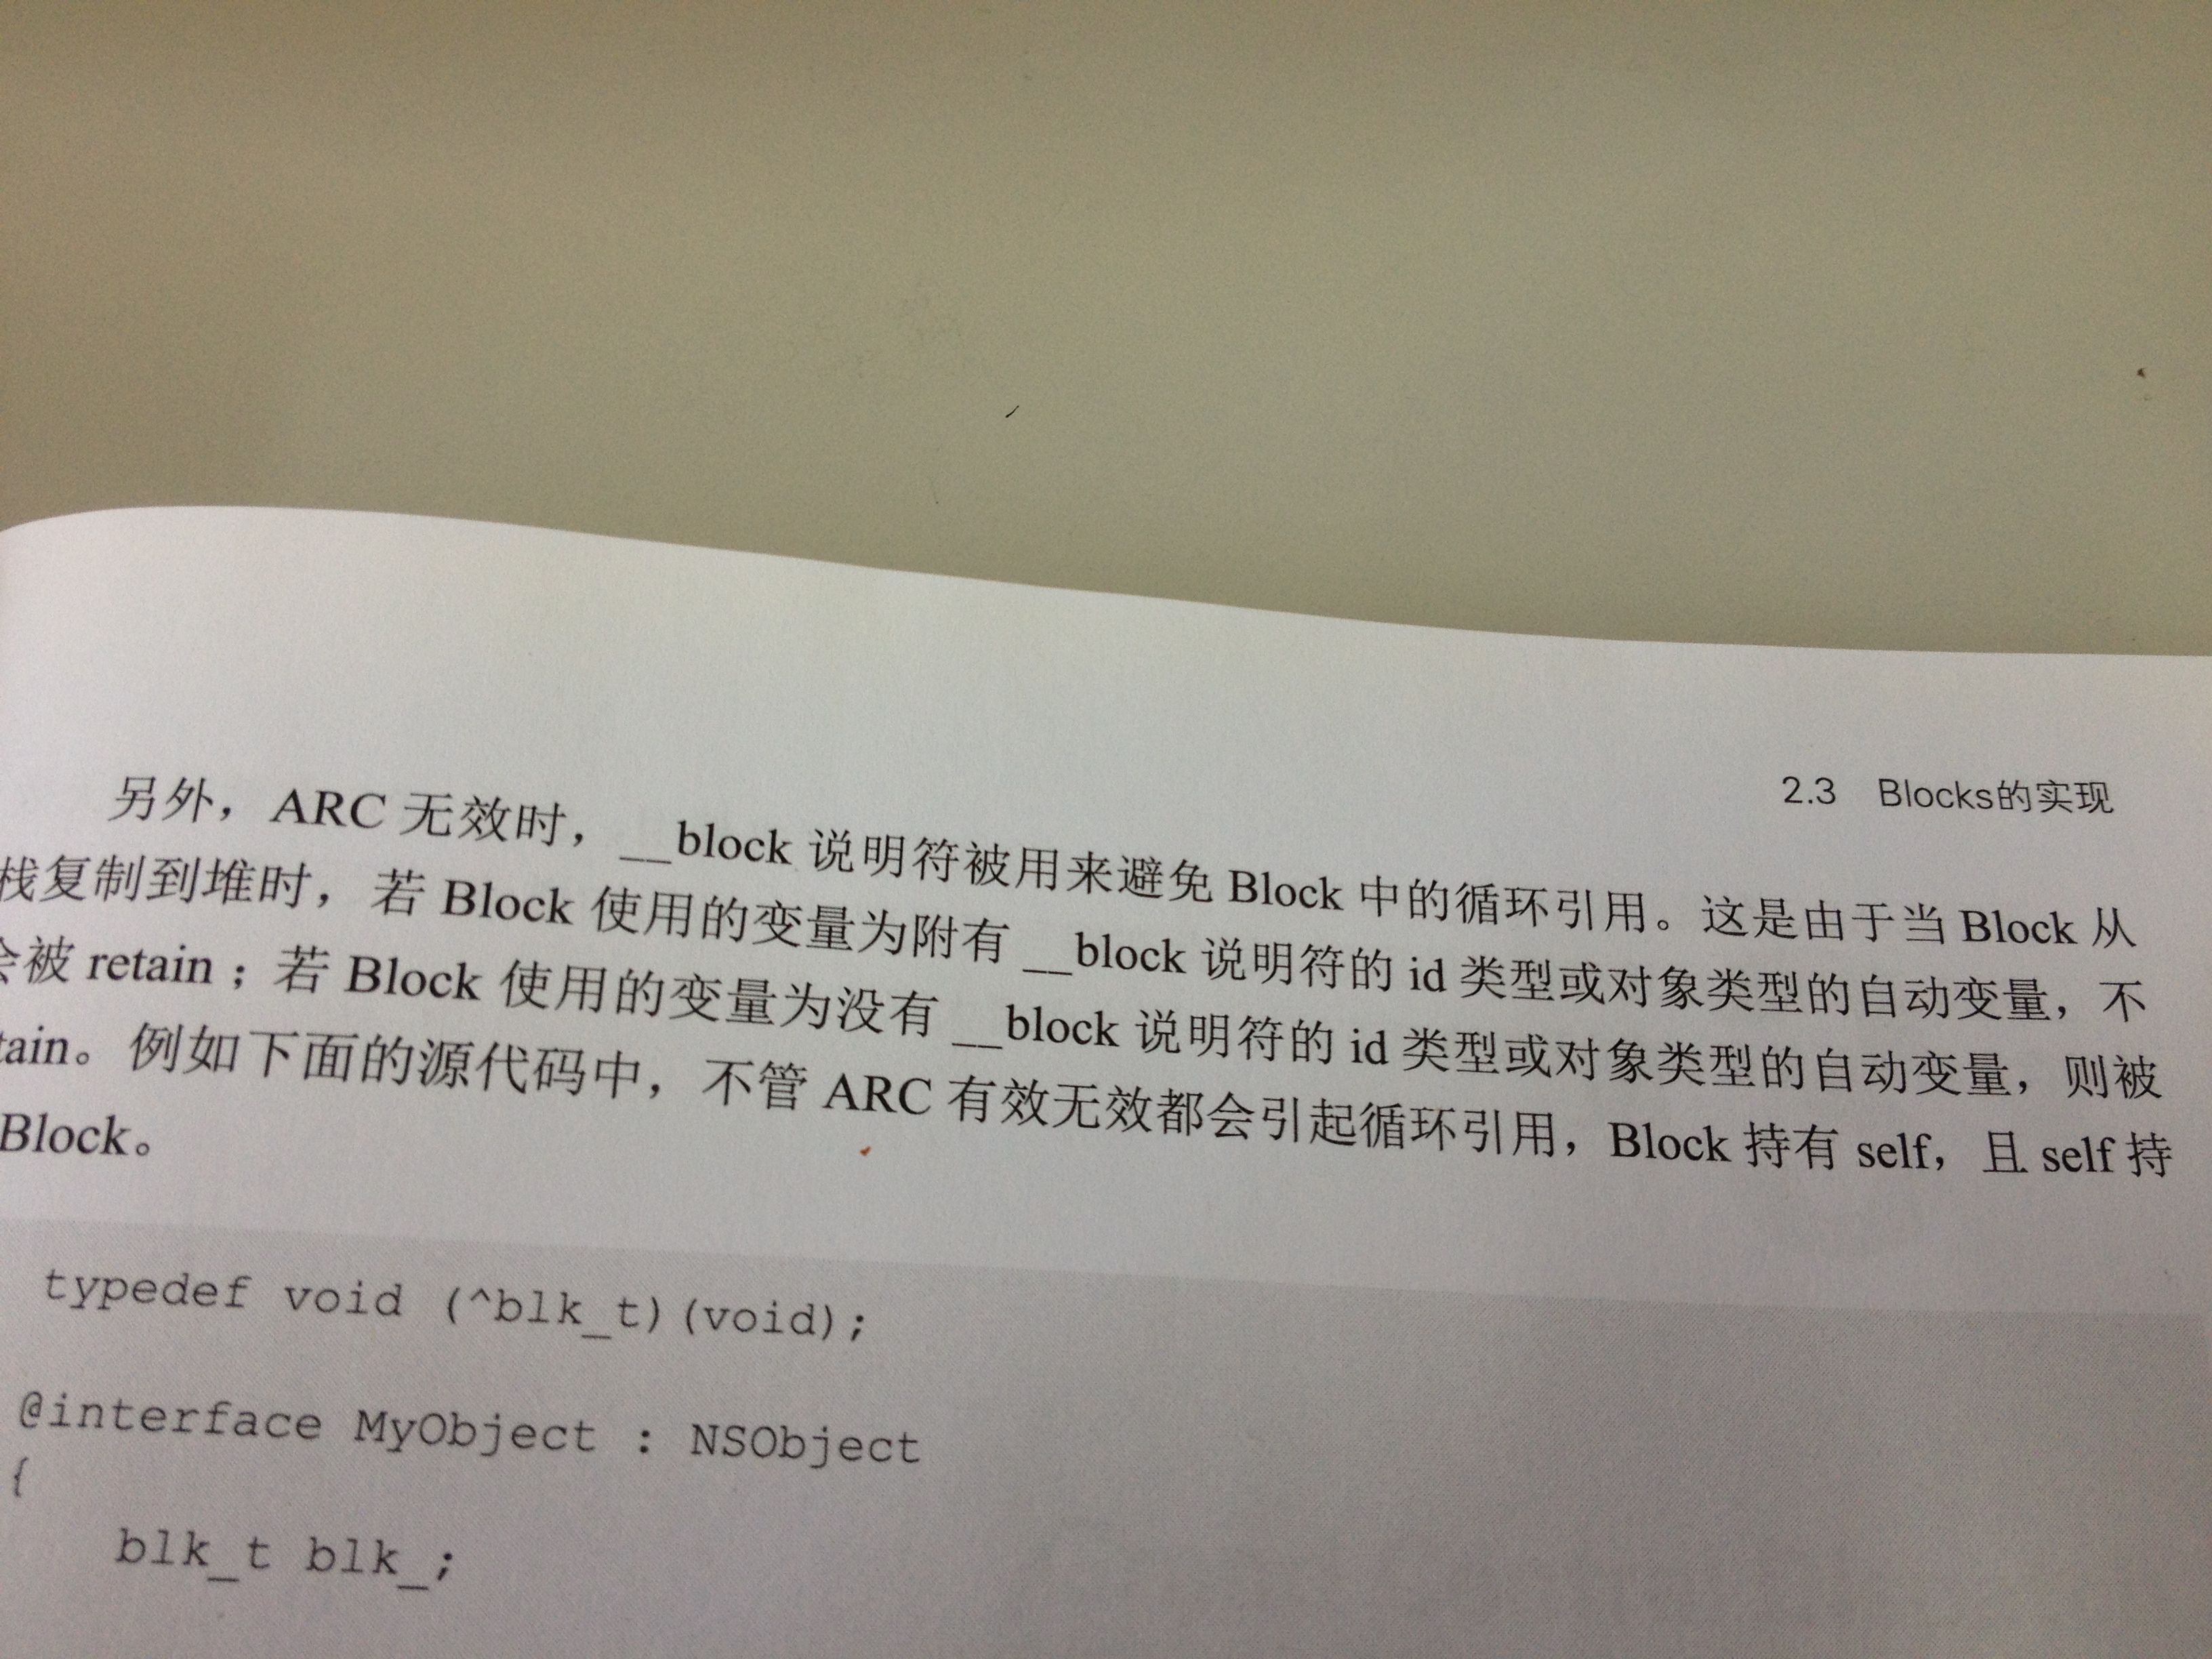 2.3 Blocks的实现
另外，ARC 无效时，__block 说明符被用来避免 Block 中的循环引用。这是由于当 Block 从
栈复制到堆时，若 Block 使用的变量为附有 __block 说明符的 id 类型或对象类型的自动变量，不
会被 retain；若 Block 使用的变量为没有 __block 说明符的 id 类型或对象类型的自动变量，则被
tain。例如下面的源代码中，不管 ARC 有效无效都会引起循环引用，Block 持有 self，且 self 持
Block。
typedef void (^blk_t)(void);
@interface MyObject : NSObject
{
blk_t blk_;